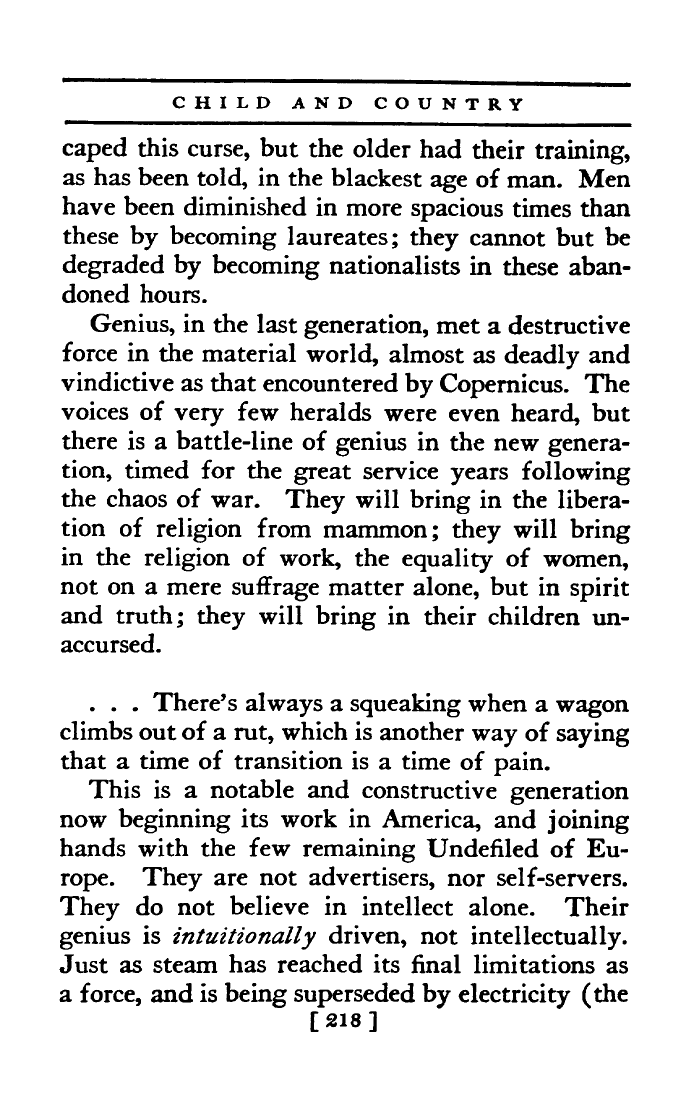 CHILD AND COUNTRY
caped this curse, but the older had their training,
as has been told, in the blackest age of man. Men
have been diminished in more spacious times than
these by becoming laureates; they cannot but be
degraded by becoming nationalists in these aban-
doned hours.
Genius, in the last generation, met a destructive
force in the material world, almost as deadly and
vindictive as that encountered by Copernicus. The
voices of very few heralds were even heard, but
there is a battle-line of genius in the new genera-
tion, timed for the great service years following
the chaos of war. They will bring in the libera-
tion of religion from mammon; they will bring
in the religion of work, the equality of women,
not on a mere suffrage matter alone, but in spirit
and truth; they will bring in their children un-
accursed.
. . . There's always a squeaking when a wagon
climbs out of a rut, which is another way of saying
that a time of transition is a time of pain.
This is a notable and constructive generation
now beginning its work in America, and joining
hands with the few remaining Undefiled of Eu-
rope. They are not advertisers, nor self-servers.
They do not believe in intellect alone. Their
genius is intuitionally driven, not intellectually.
Just as steam has reached its final limitations as
a force, and is being superseded by electricity (the
[ 218 ]